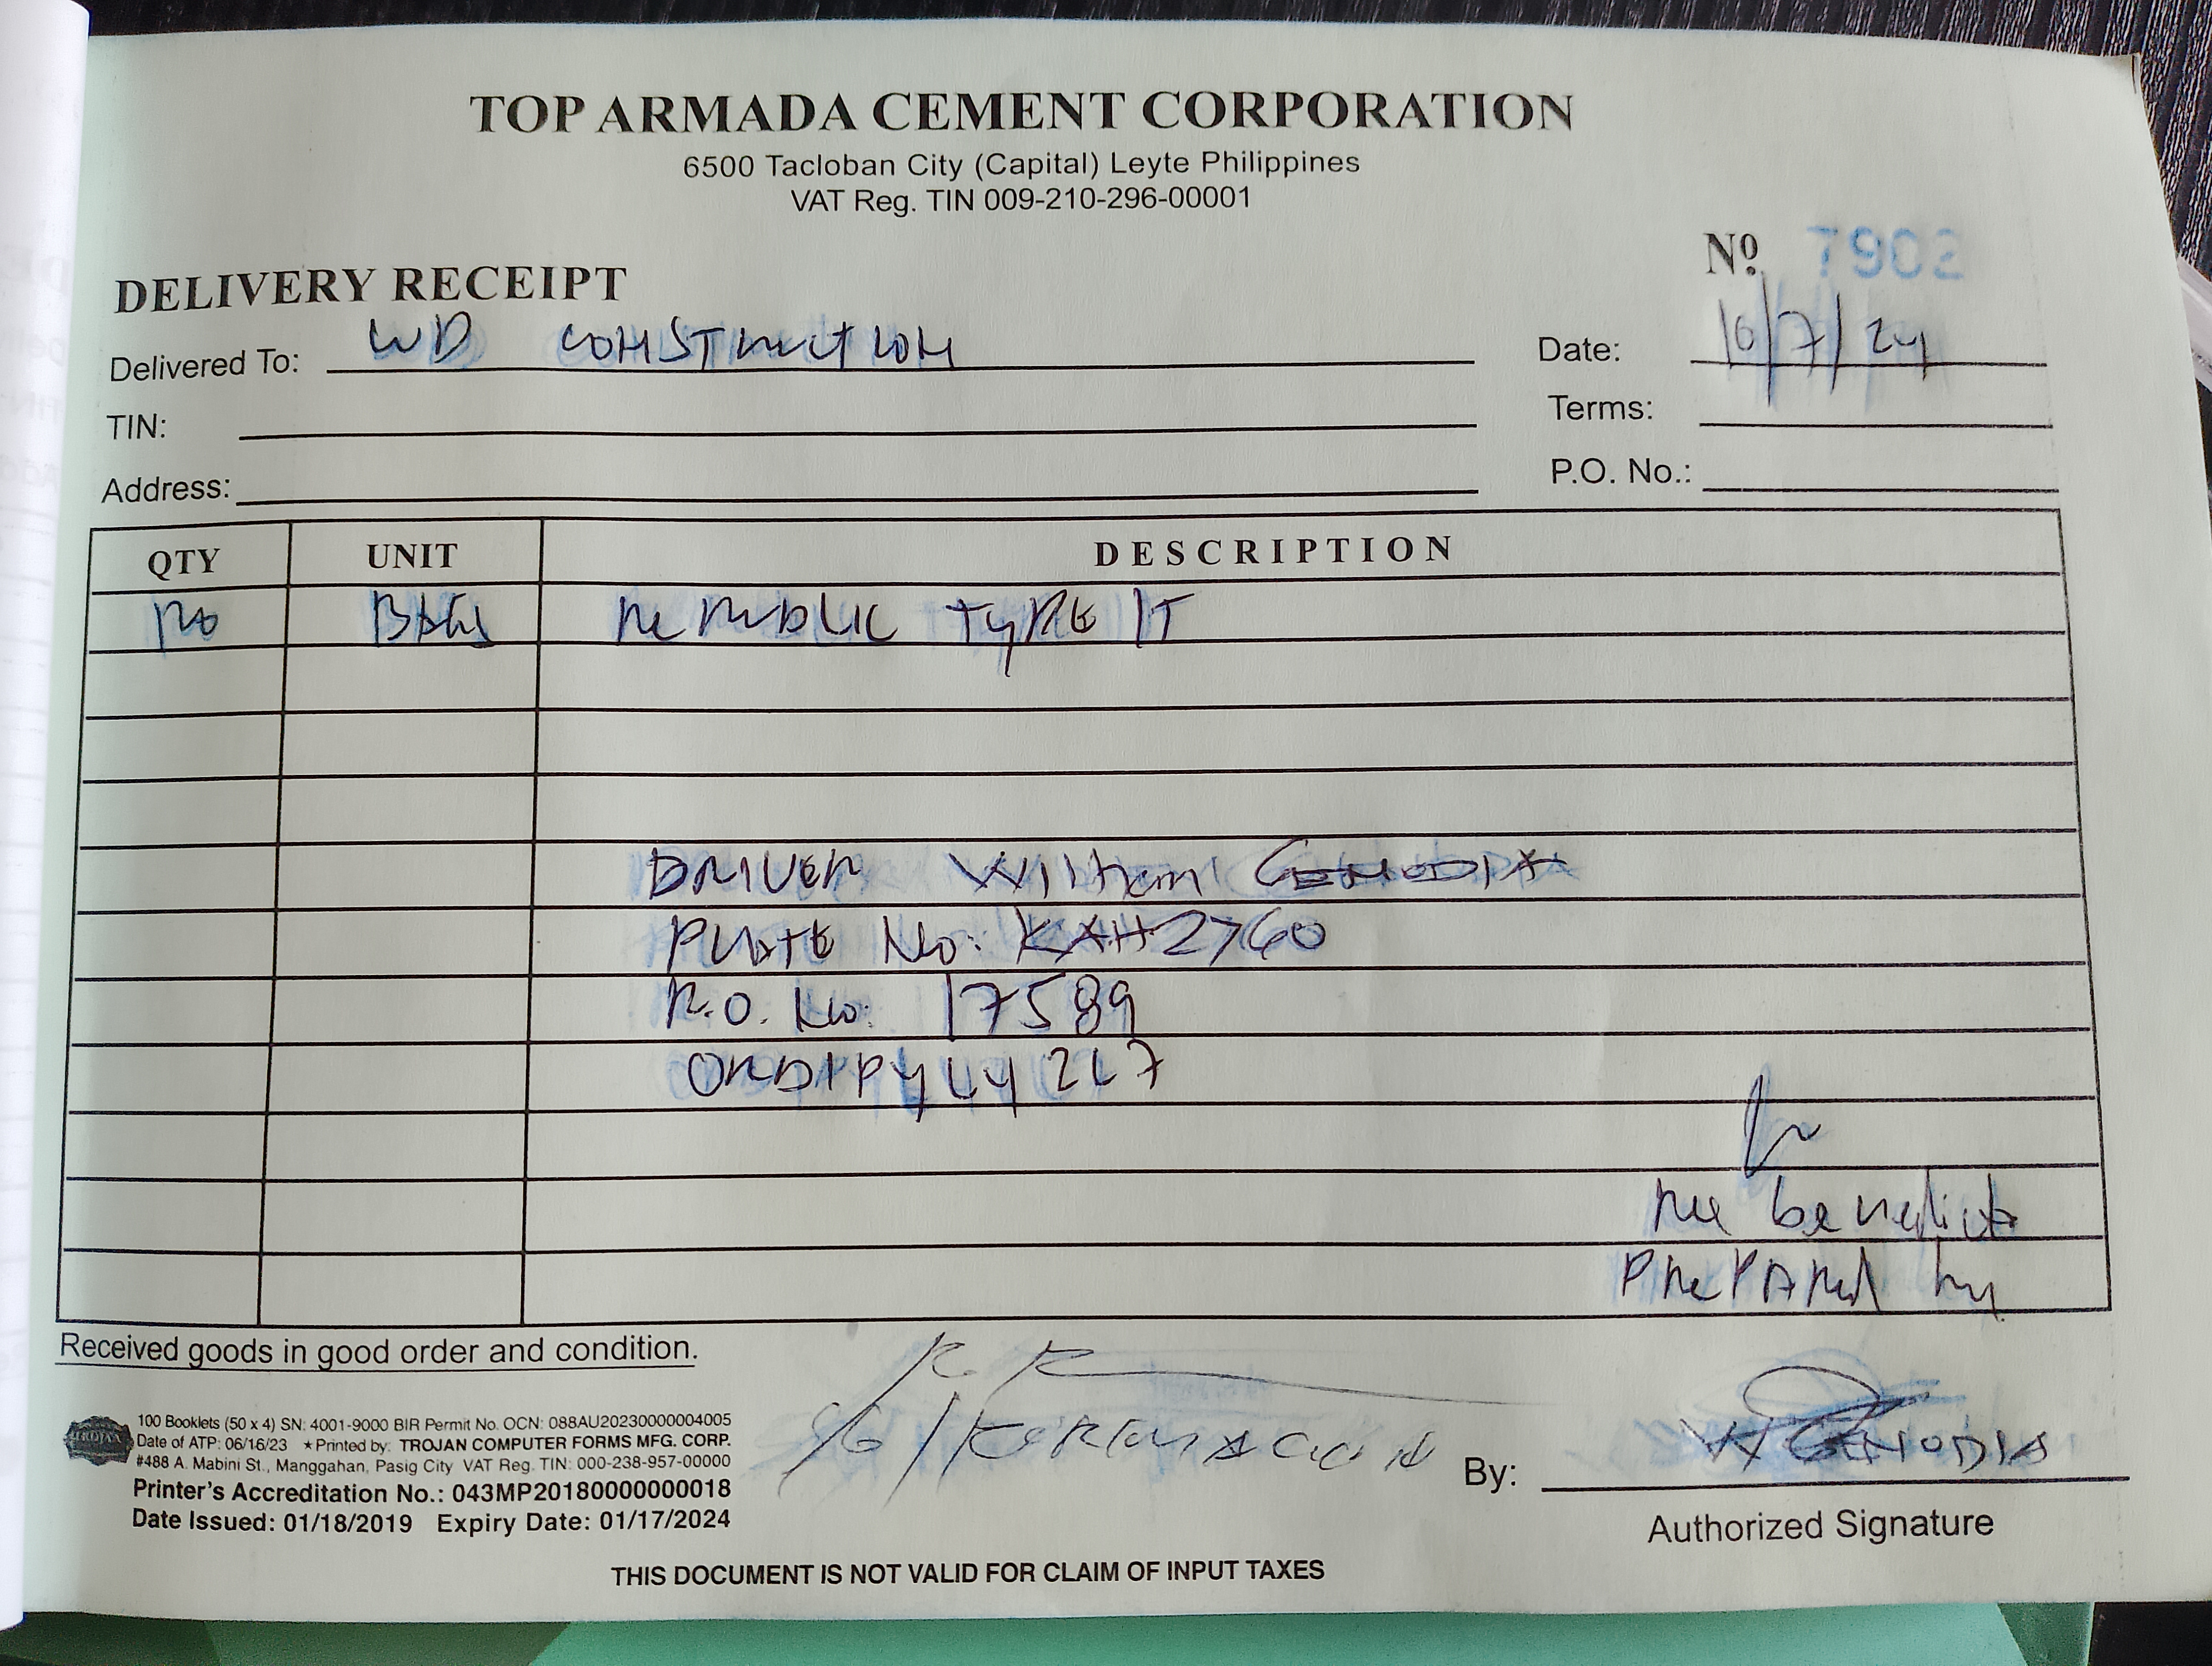 TOP ARMADA CEMENT CORPORATION
6500 Tacloban City (Capital) Leyte Philippines
VAT Reg. TIN 009-210-296-00001
No 7902
DELIVERY RECEIPT
Delivered To: WD CONSTRUCTION
Date: 10/7/24
TIN:
Terms:
Address:
P.O. No.:
QTY UNIT DESCRIPTION
BAGS REPUBLIC TYPE 1T
DRIVER William CENODIA
PLATE No: KAH2760
P.O. No: 17589
benedicto
PREPARED by
Received goods in good order and condition.
100 Booklets (50 x 4) SN: 4001-9000 BIR Permit No. OCN: 088AU20230000004005
Date of ATP: 06/16/23 ★Printed by: TROJAN COMPUTER FORMS MFG. CORP.
TROJAN
#488 A. Mabini St., Manggahan, Pasig City VAT Reg. TIN: 000-238-957-00000
Printer's Accreditation No.: 043MP20180000000018
Date Issued: 01/18/2019 Expiry Date: 01/17/2024
By: W CENODIA
Authorized Signature
THIS DOCUMENT IS NOT VALID FOR CLAIM OF INPUT TAXES